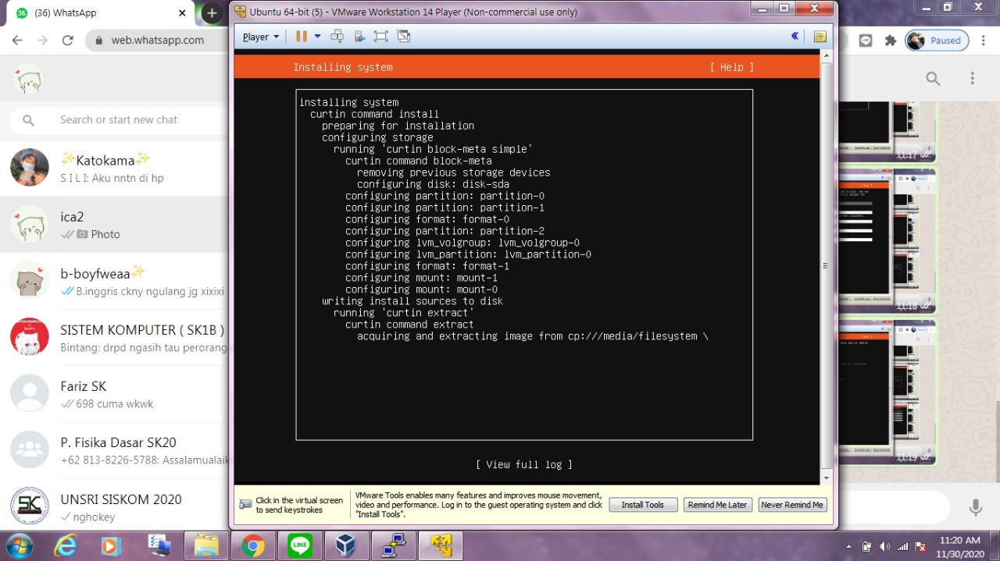 (36) WhatsApp
36
Ubuntu 64-bit (5) - VMware Workstation 14 Player (Non-commercial use only)
web.whatsapp.com
Player
Paused
Installing system
[ Help ]
Search or start new chat
✨Katokama✨
S I L I: Aku nntn di hp
ica2
Photo
b-boyfweaa✨
B.inggris ckny ngulang jg xixixi
SISTEM KOMPUTER ( SK1B )
Bintang: drpd ngasih tau perorang
Fariz SK
698 cuma wkwk
P. Fisika Dasar SK20
+62 813-8226-5788: Assalamualaik
UNSRI SISKOM 2020
nghokey
installing system
curtin command install
preparing for installation
configuring storage
running 'curtin block-meta simple'
curtin command block-meta
removing previous storage devices
configuring disk: disk-sda
configuring partition: partition-0
configuring partition: partition-1
configuring format: format-0
configuring partition: partition-2
configuring lvm_volgroup: lvm_volgroup-0
configuring lvm_partition: lvm_partition-0
configuring format: format-1
configuring mount: mount-1
configuring mount: mount-0
writing install sources to disk
running 'curtin extract'
curtin command extract
acquiring and extracting image from cp:///media/filesystem \
[ View full log ]
11:17
11:18
11:19
Click in the virtual screen
to send keystrokes
VMware Tools enables many features and improves mouse movement,
video and performance. Log in to the guest operating system and click
"Install Tools".
Install Tools
Remind Me Later
Never Remind Me
LINE
11:20 AM
11/30/2020